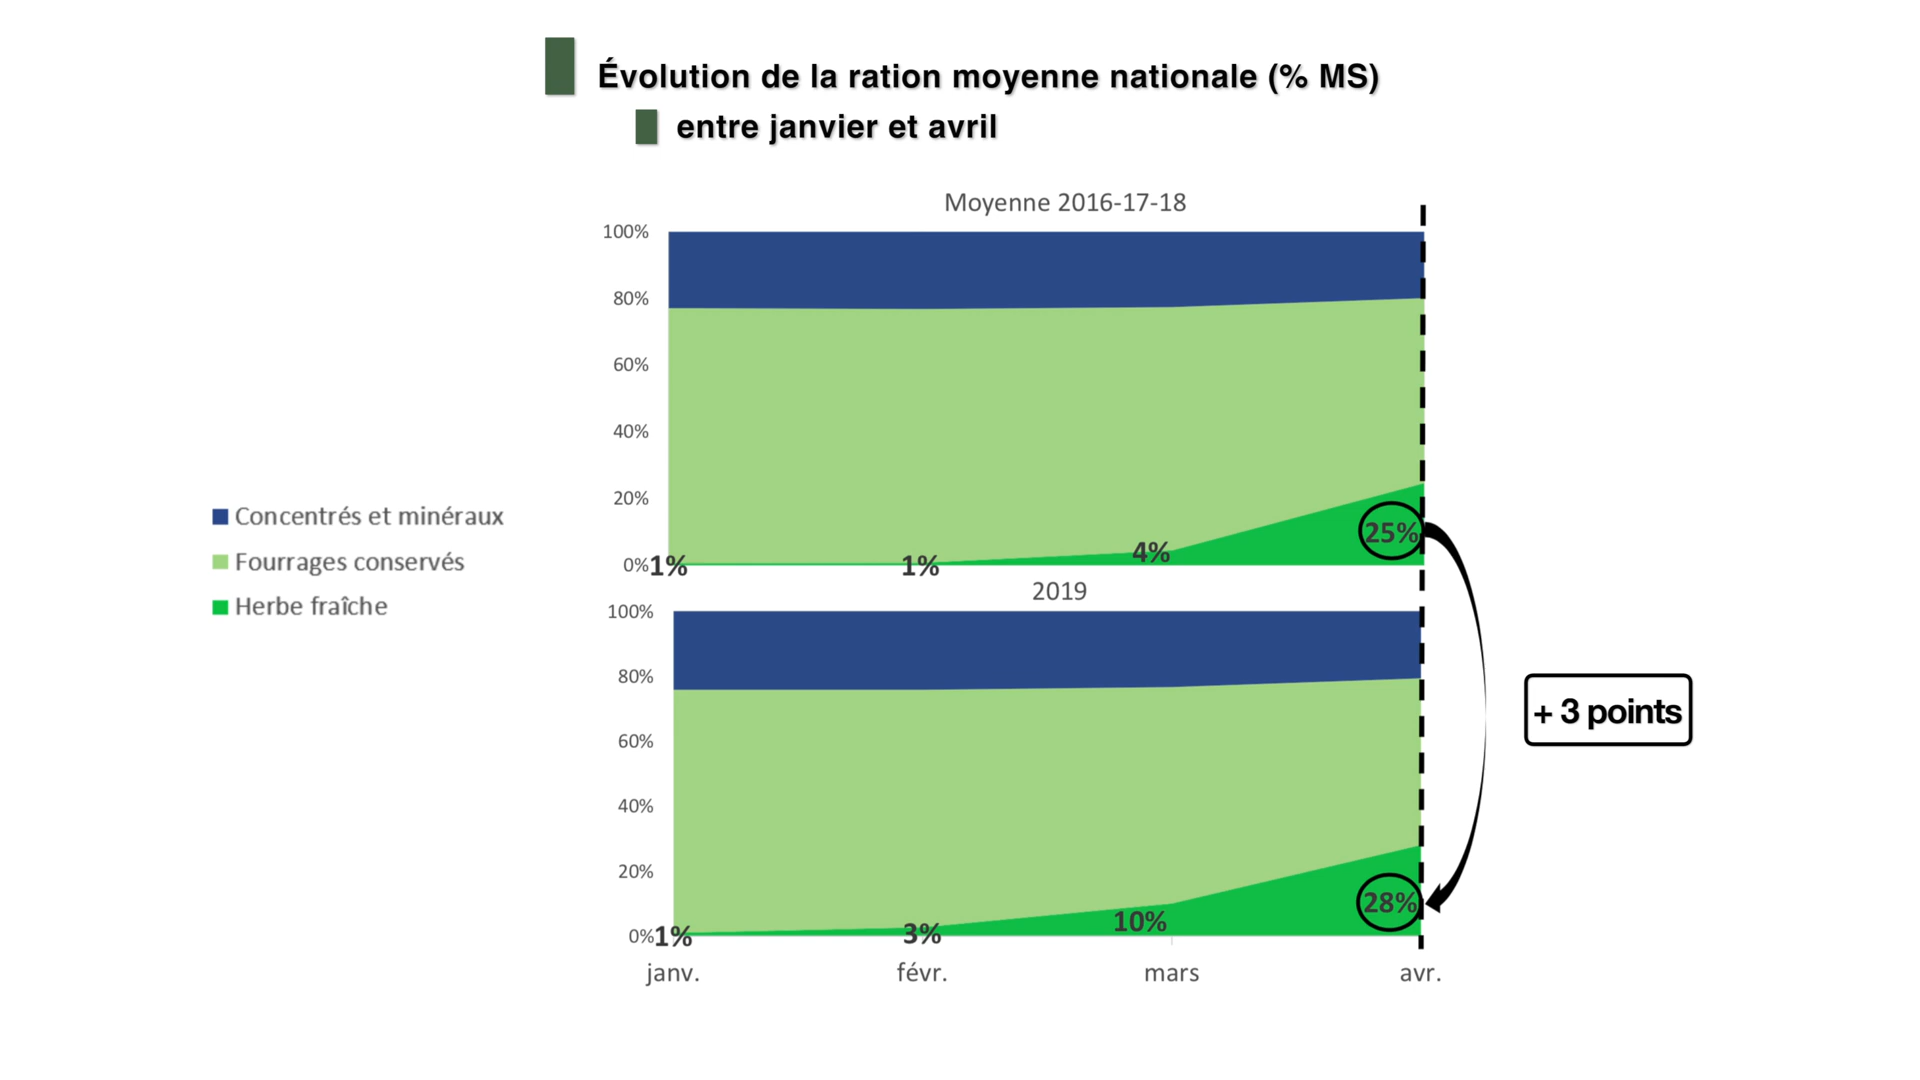 Évolution de la ration moyenne nationale (% MS)
entre janvier et avril
Moyenne 2016-17-18
100%
80%
60%
40%
20%
0%
1%
1%
4%
25%
Concentrés et minéraux
Fourrages conservés
Herbe fraîche
2019
100%
80%
60%
40%
20%
0%
1%
3%
10%
28%
+ 3 points
janv.
févr.
mars
avr.